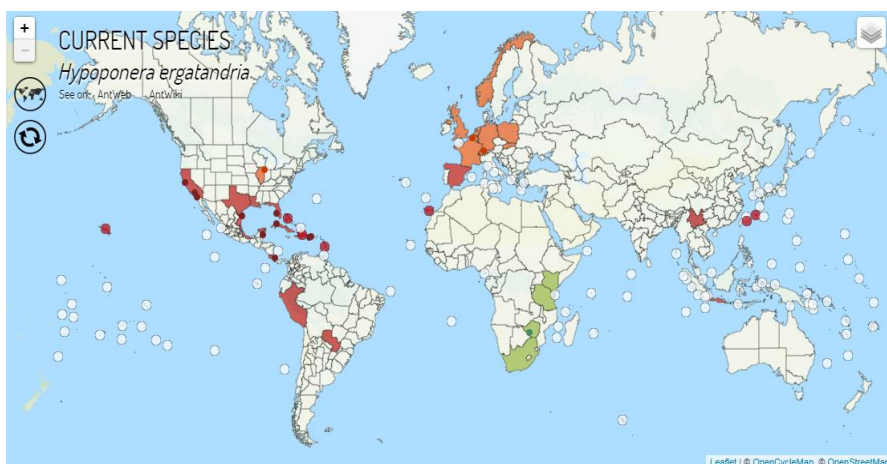 +
−
CURRENT SPECIES
Hypoponera ergatandria
See on: AntWeb - AntWiki
Leaflet | © OpenCycleMap, © OpenStreetMap